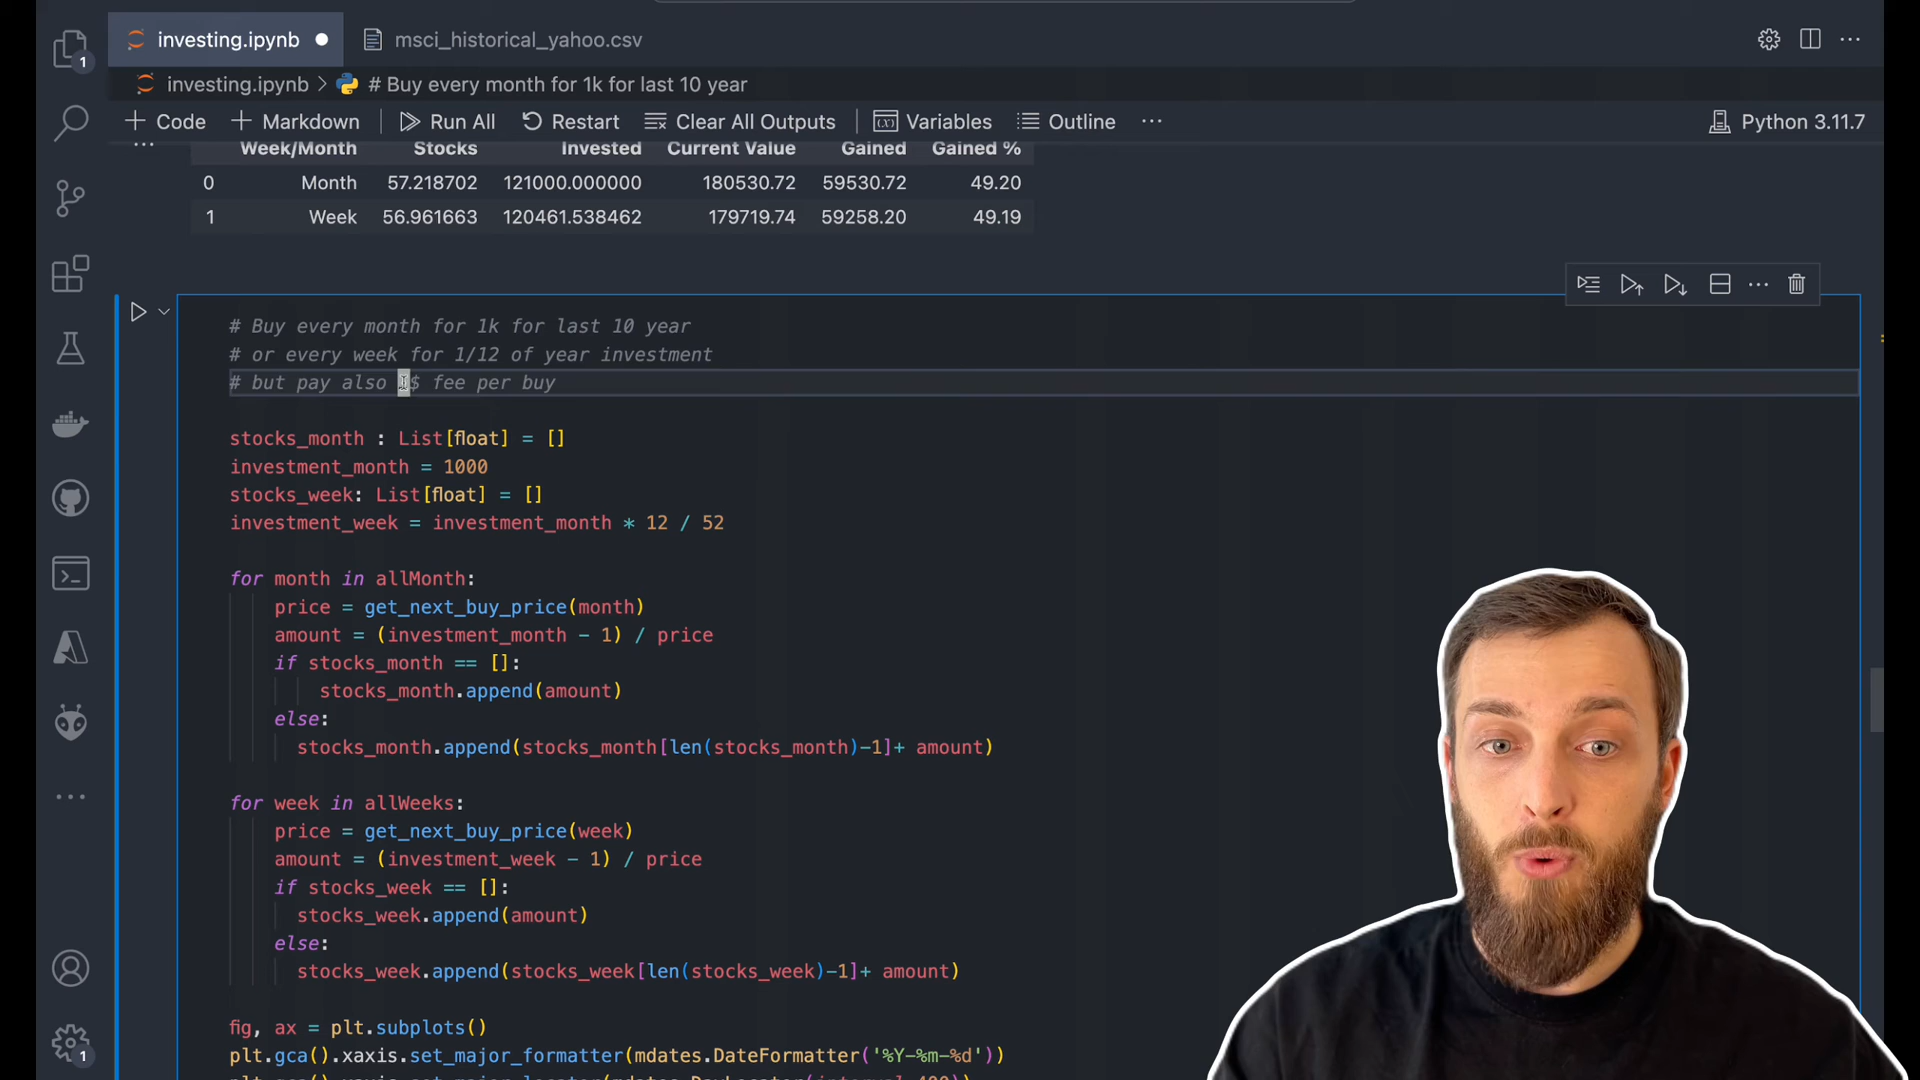 investing.ipynb
msci_historical_yahoo.csv
1
investing.ipynb > # Buy every month for 1k for last 10 year
Code
Markdown
Run All
Restart
Clear All Outputs
Variables
Outline
Python 3.11.7
Week/Month Stocks Invested Current Value Gained Gained %
0 Month 57.218702 121000.000000 180530.72 59530.72 49.20
1 Week 56.961663 120461.538462 179719.74 59258.20 49.19
# Buy every month for 1k for last 10 year
# or every week for 1/12 of year investment
# but pay also $ fee per buy
stocks_month : List[float] = []
investment_month = 1000
stocks_week: List[float] = []
investment_week = investment_month * 12 / 52
for month in allMonth:
price = get_next_buy_price(month)
amount = (investment_month - 1) / price
if stocks_month == []:
stocks_month.append(amount)
else:
stocks_month.append(stocks_month[len(stocks_month)-1]+ amount)
for week in allWeeks:
price = get_next_buy_price(week)
amount = (investment_week - 1) / price
if stocks_week == []:
stocks_week.append(amount)
else:
stocks_week.append(stocks_week[len(stocks_week)-1]+ amount)
fig, ax = plt.subplots()
plt.gca().xaxis.set_major_formatter(mdates.DateFormatter('%Y-%m-%d'))
1